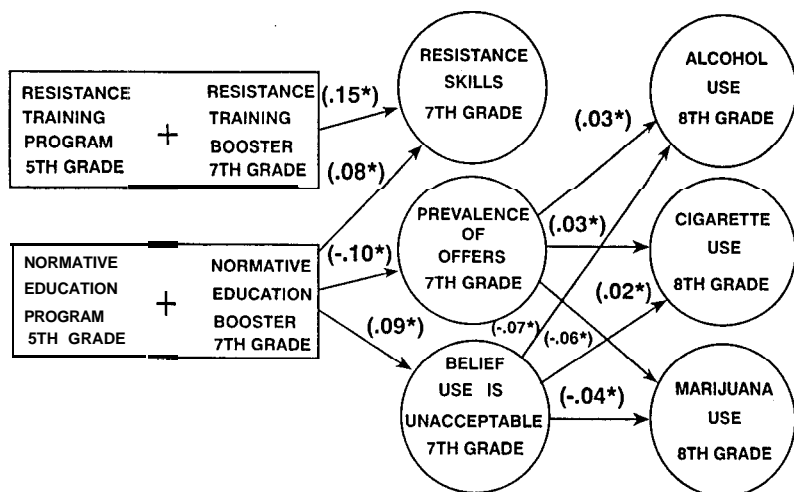 RESISTANCE
TRAINING
PROGRAM
5TH GRADE
+
RESISTANCE
TRAINING
BOOSTER
7TH GRADE
NORMATIVE
EDUCATION
PROGRAM
5TH GRADE
+
NORMATIVE
EDUCATION
BOOSTER
7TH GRADE
(.15*)
(.08*)
(-.10*)
(.09*)
RESISTANCE
SKILLS
7TH GRADE
PREVALENCE
OF
OFFERS
7TH GRADE
BELIEF
USE IS
UNACCEPTABLE
7TH GRADE
(.03*)
(.03*)
(.02*)
(-.07*)
(-.06*)
(-.04*)
ALCOHOL
USE
8TH GRADE
CIGARETTE
USE
8TH GRADE
MARIJUANA
USE
8TH GRADE